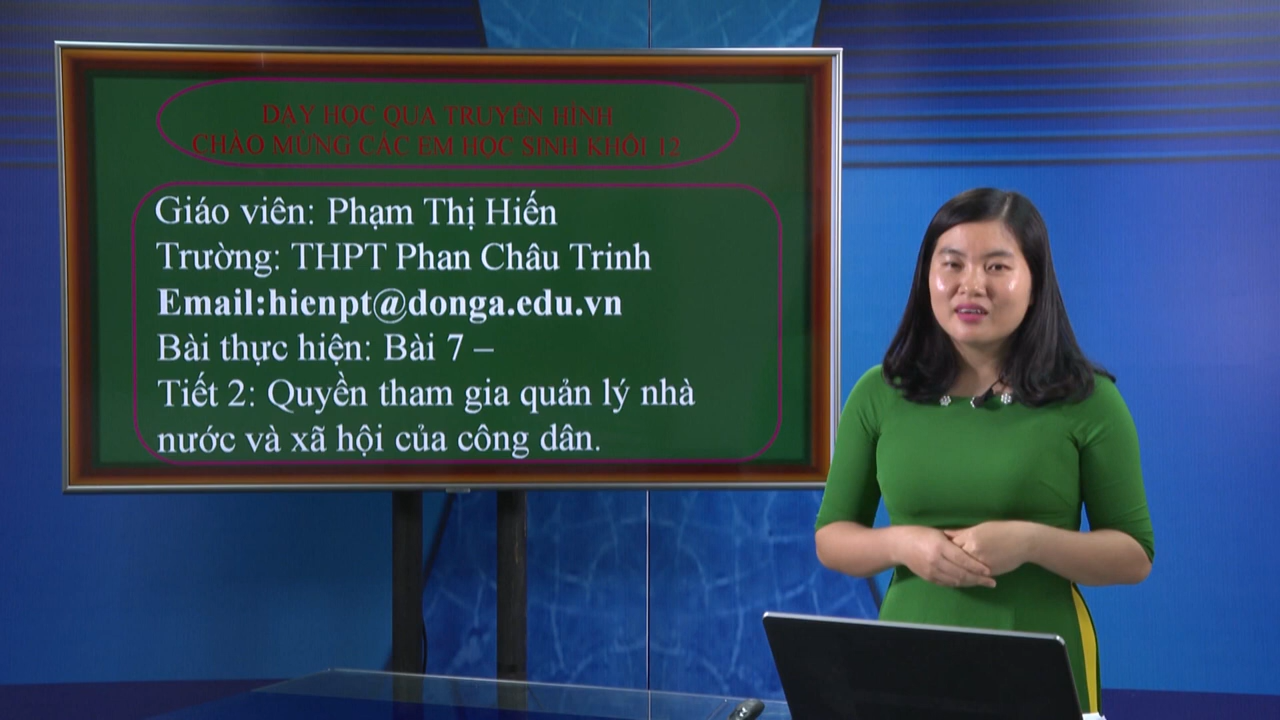 DẠY HỌC QUA TRUYỀN HÌNH
CHÀO MỪNG CÁC EM HỌC SINH KHỐI 12
Giáo viên: Phạm Thị Hiến
Trường: THPT Phan Châu Trinh
Email:hienpt@donga.edu.vn
Bài thực hiện: Bài 7 –
Tiết 2: Quyền tham gia quản lý nhà
nước và xã hội của công dân.